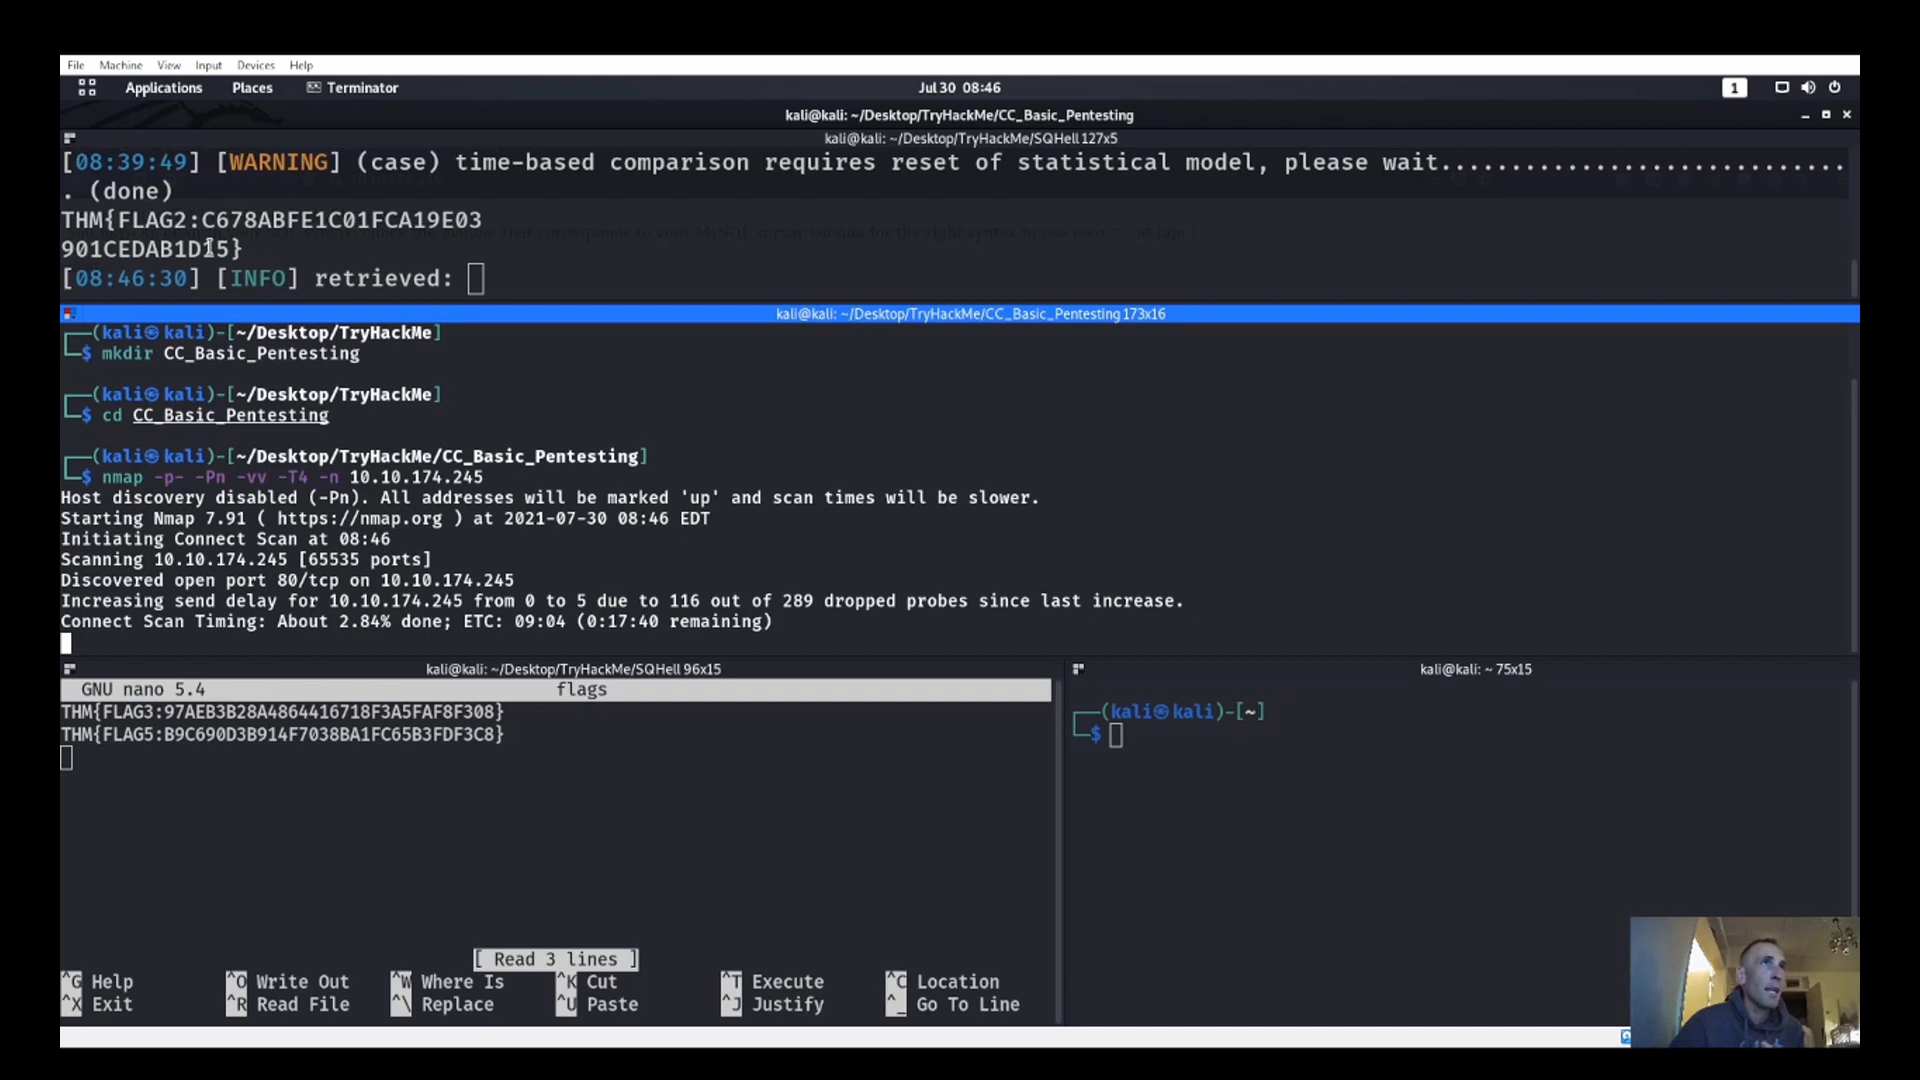 File Machine View Input Devices Help
Applications Places Terminator Jul 30 08:46 1
kali@kali: ~/Desktop/TryHackMe/CC_Basic_Pentesting
kali@kali: ~/Desktop/TryHackMe/SQHell 127x5
[08:39:49] [WARNING] (case) time-based comparison requires reset of statistical model, please wait..............................
. (done)
THM{FLAG2:C678ABFE1C01FCA19E03
901CEDAB1D15}
[08:46:30] [INFO] retrieved:
kali@kali: ~/Desktop/TryHackMe/CC_Basic_Pentesting 173x16
┌──(kali㉿kali)-[~/Desktop/TryHackMe]
└─$ mkdir CC_Basic_Pentesting
┌──(kali㉿kali)-[~/Desktop/TryHackMe]
└─$ cd CC_Basic_Pentesting
┌──(kali㉿kali)-[~/Desktop/TryHackMe/CC_Basic_Pentesting]
└─$ nmap -p- -Pn -vv -T4 -n 10.10.174.245
Host discovery disabled (-Pn). All addresses will be marked 'up' and scan times will be slower.
Starting Nmap 7.91 ( https://nmap.org ) at 2021-07-30 08:46 EDT
Initiating Connect Scan at 08:46
Scanning 10.10.174.245 [65535 ports]
Discovered open port 80/tcp on 10.10.174.245
Increasing send delay for 10.10.174.245 from 0 to 5 due to 116 out of 289 dropped probes since last increase.
Connect Scan Timing: About 2.84% done; ETC: 09:04 (0:17:40 remaining)
kali@kali: ~/Desktop/TryHackMe/SQHell 96x15
GNU nano 5.4 flags
THM{FLAG3:97AEB3B28A4864416718F3A5FAF8F308}
THM{FLAG5:B9C690D3B914F7038BA1FC65B3FDF3C8}
[ Read 3 lines ]
^G Help ^O Write Out ^W Where Is ^K Cut ^T Execute ^C Location
^X Exit ^R Read File ^\ Replace ^U Paste ^J Justify ^_ Go To Line
kali@kali: ~ 75x15
┌──(kali㉿kali)-[~]
└─$